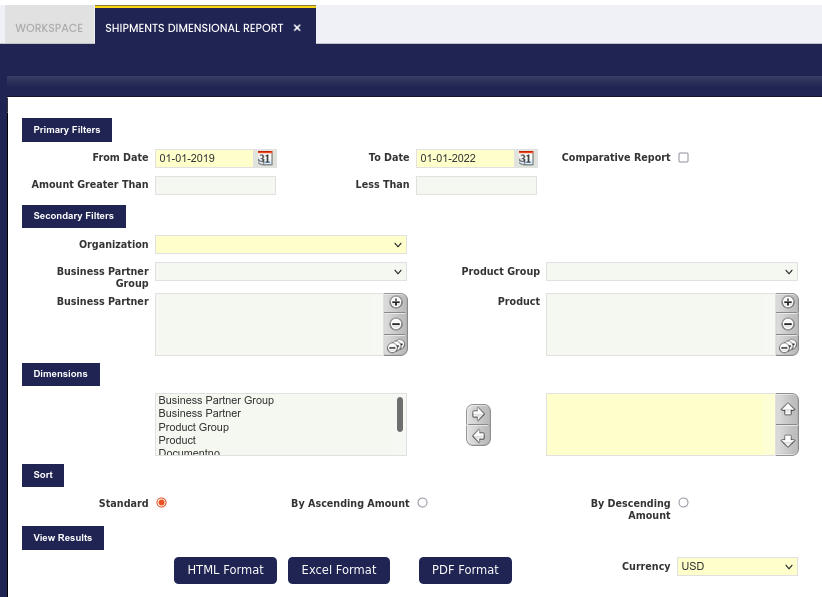 WORKSPACE
SHIPMENTS DIMENSIONAL REPORT ×
Primary Filters
From Date 01-01-2019 31 To Date 01-01-2022 31 Comparative Report
Amount Greater Than Less Than
Secondary Filters
Organization
Business Partner
Group
Product Group
Business Partner Product
Dimensions
Business Partner Group
Business Partner
Product Group
Product
Documentno
Sort
Standard By Ascending Amount By Descending
Amount
View Results
HTML Format Excel Format PDF Format Currency USD